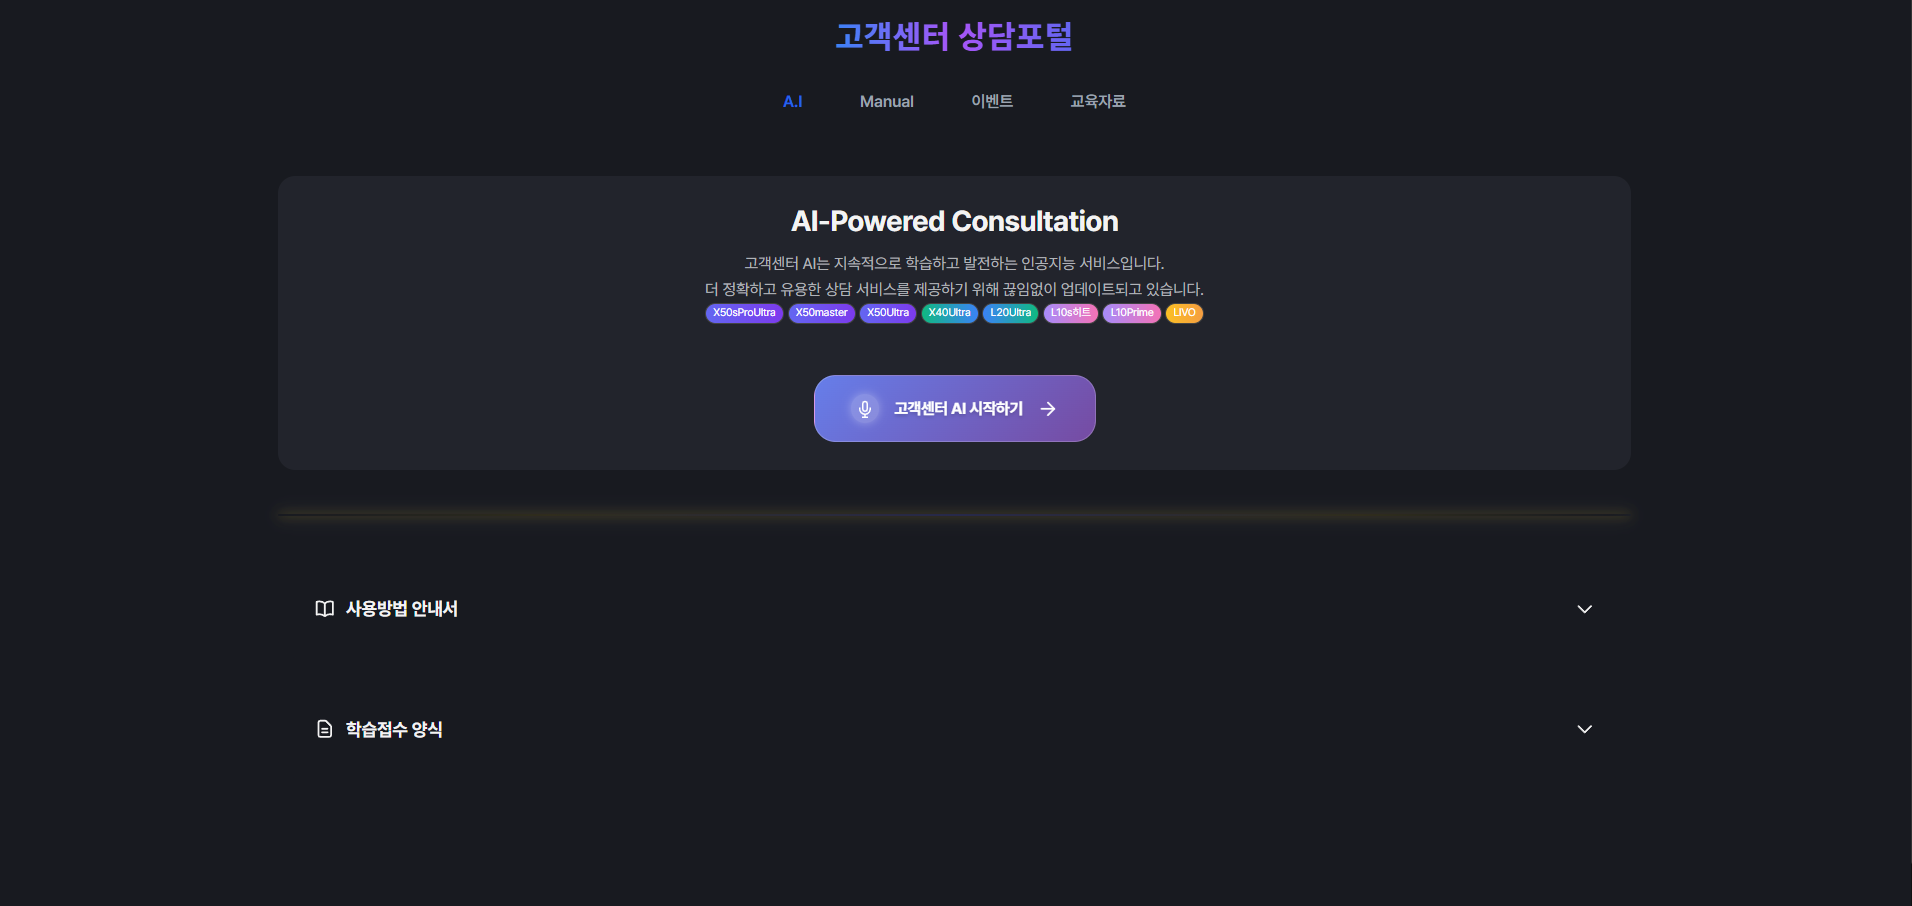 고객센터 상담포털
A.I Manual 이벤트 교육자료
AI-Powered Consultation
고객센터 AI는 지속적으로 학습하고 발전하는 인공지능 서비스입니다.
더 정확하고 유용한 상담 서비스를 제공하기 위해 끊임없이 업데이트되고 있습니다.
X50sProUltra X50master X50Ultra X40Ultra L20Ultra L10s히트 L10Prime LIVO
고객센터 AI 시작하기
사용방법 안내서
학습접수 양식